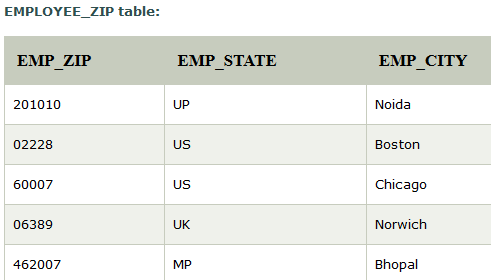 EMPLOYEE_ZIP table:
EMP_ZIP EMP_STATE EMP_CITY
201010 UP Noida
02228 US Boston
60007 US Chicago
06389 UK Norwich
462007 MP Bhopal